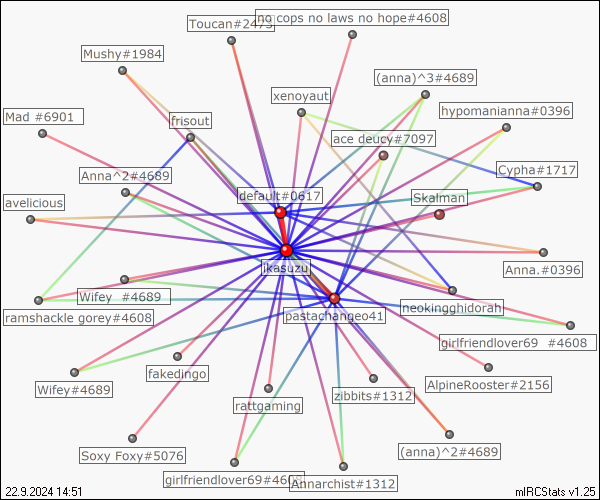 no cops no laws no hope#4608
Toucan#2473
Mushy#1984
(anna)^3#4689
xenoyaut
hypomanianna#0396
Mad #6901
frisout
ace deucy#7097
Anna^2#4689
Cypha#1717
default#0617
Skalman
avelicious
jkasuzu
Anna.#0396
Wifey #4689
neokingghidorah
ramshackle gorey#4608
pastachangeo41
girlfriendlover69 #4608
fakedingo
Wifey#4689
AlpineRooster#2156
zibbits#1312
rattgaming
(anna)^2#4689
Soxy Foxy#5076
girlfriendlover69#4608
Annarchist#1312
22.9.2024 14:51
mIRCStats v1.25